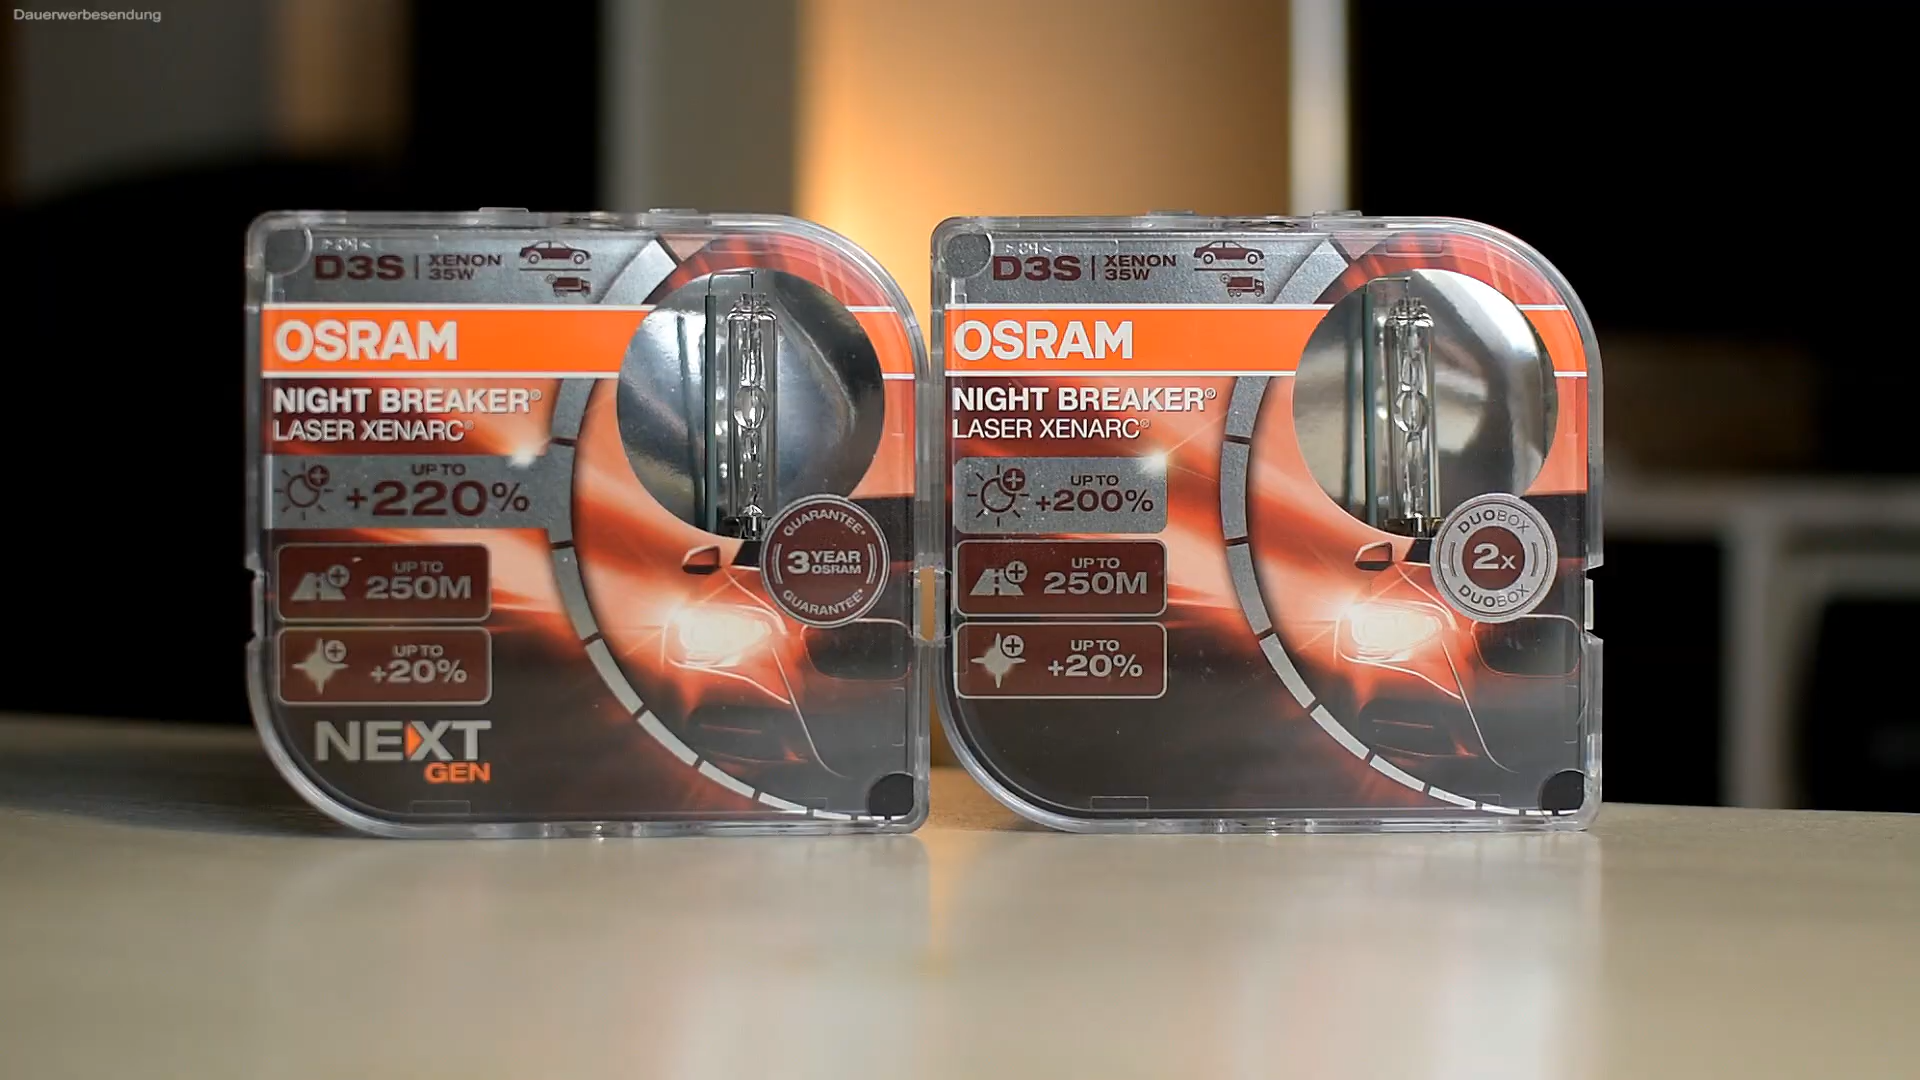 Dauerwerbesendung
D3S | XENON 35W
OSRAM
NIGHT BREAKER®
LASER XENARC®
UP TO
+220%
UP TO
250M
UP TO
+20%
NEXT
GEN
GUARANTEE*
3 YEAR
OSRAM
GUARANTEE*
D3S | XENON 35W
OSRAM
NIGHT BREAKER®
LASER XENARC®
UP TO
+200%
UP TO
250M
UP TO
+20%
DUOBOX
2x
DUOBOX